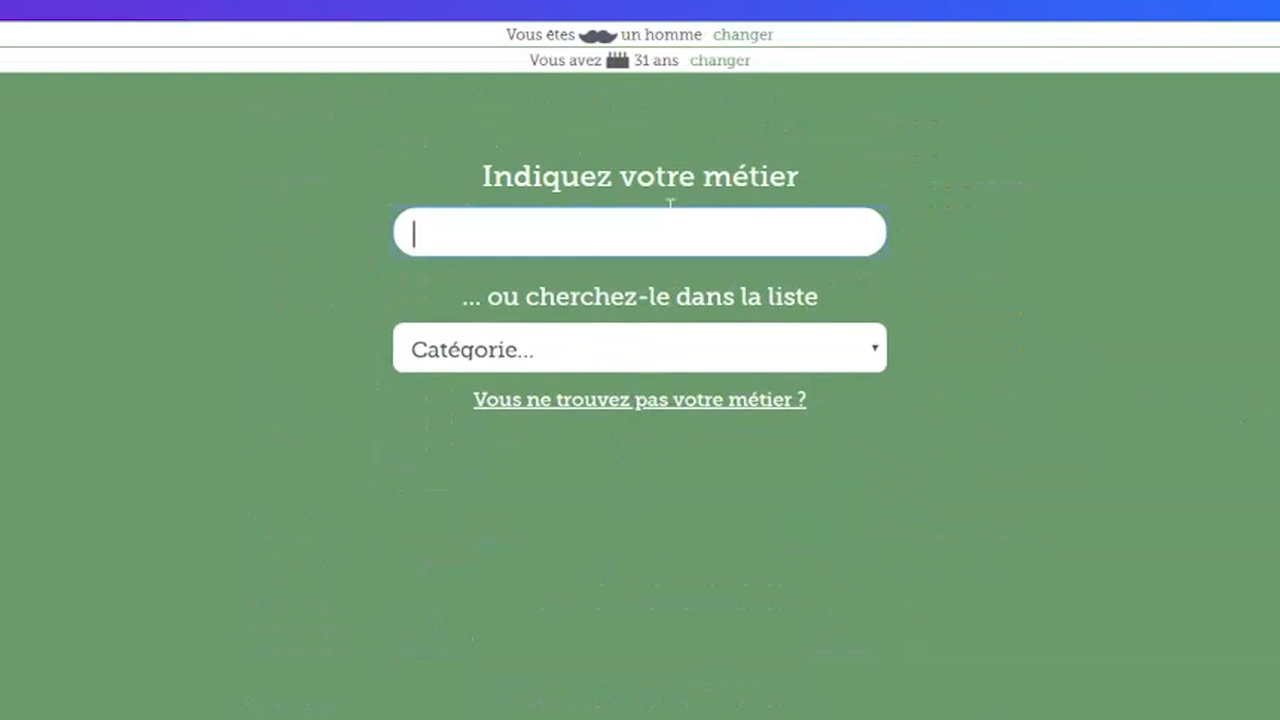 Vous êtes un homme changer
Vous avez 31 ans changer
Indiquez votre métier
... ou cherchez-le dans la liste
Catégorie...
Vous ne trouvez pas votre métier ?